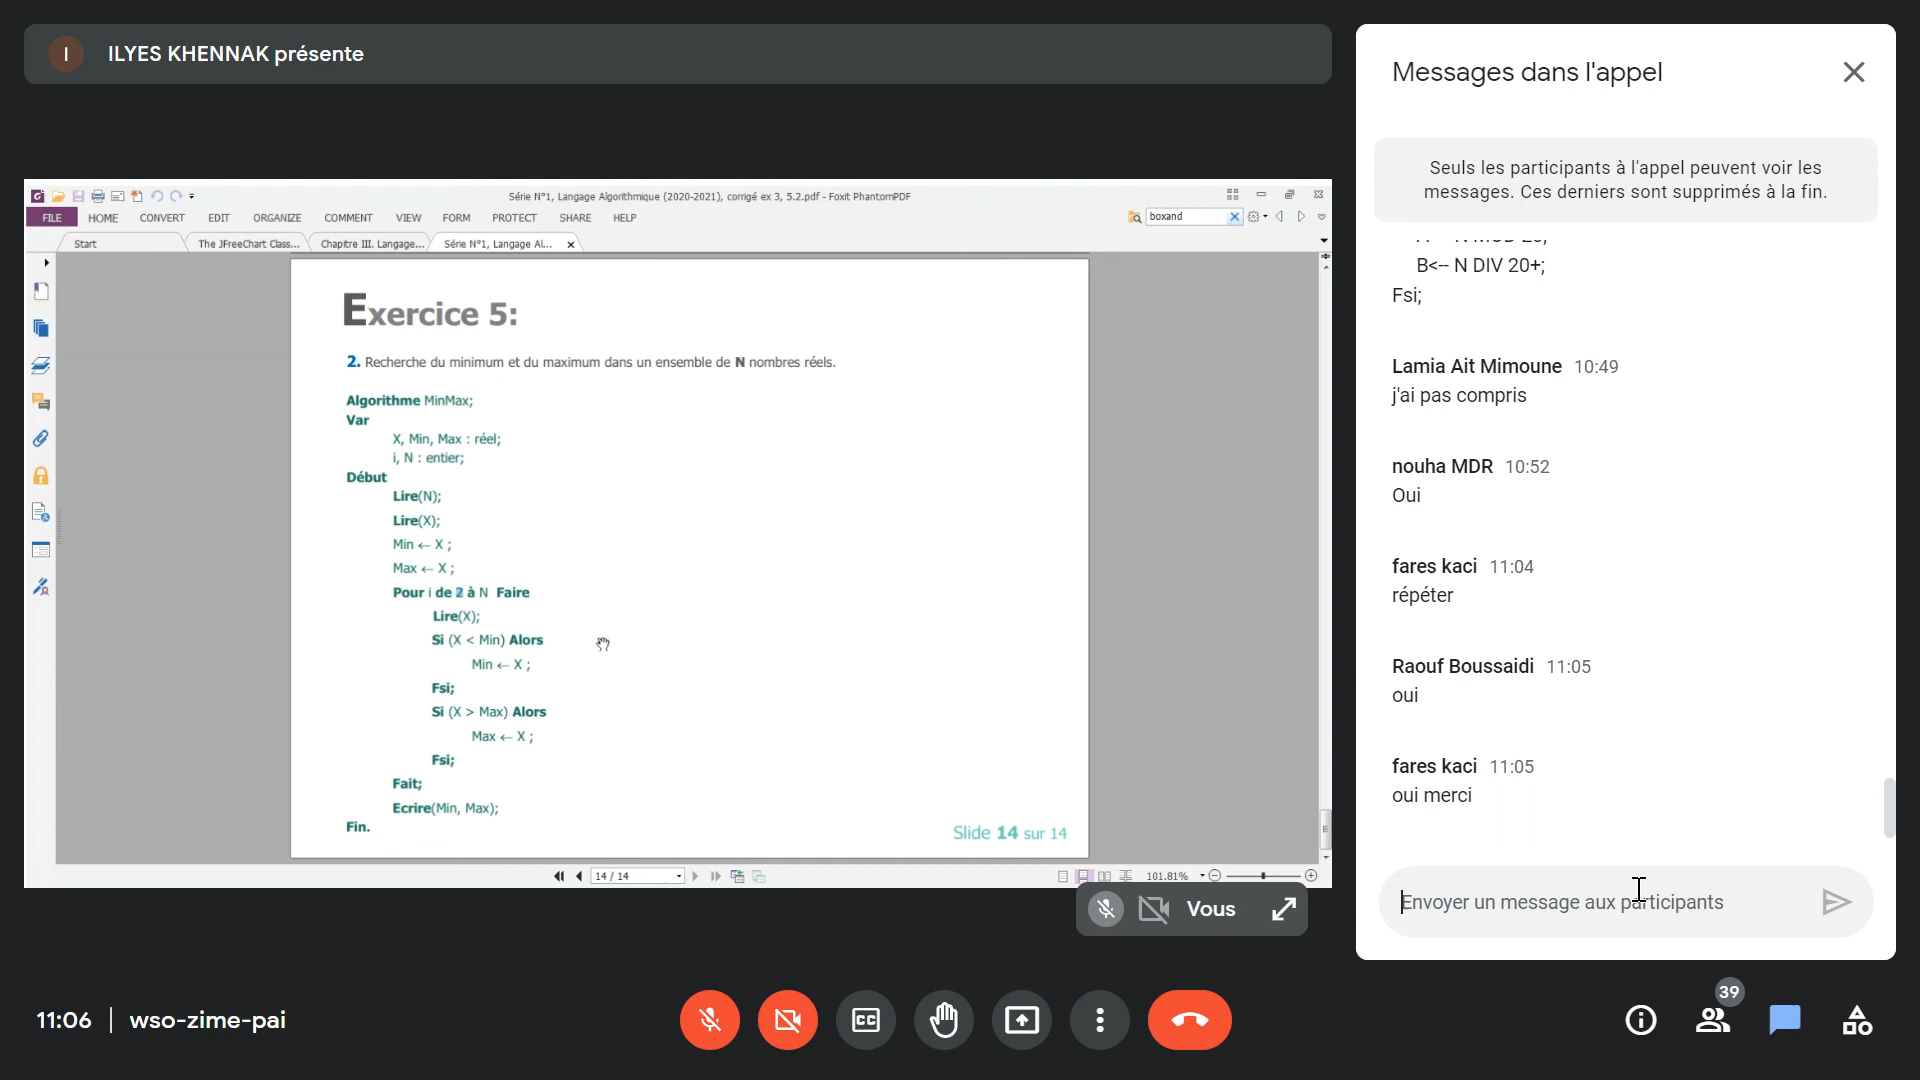 I
ILYES KHENNAK présente
Série N°1, Langage Algorithmique (2020-2021), corrigé ex 3, 5.2.pdf - Foxit PhantomPDF
FILE HOME CONVERT EDIT ORGANIZE COMMENT VIEW FORM PROTECT SHARE HELP
boxand
Start
The JFreeChart Class...
Chapitre III. Langage...
Série N°1, Langage Al...
Exercice 5:
2. Recherche du minimum et du maximum dans un ensemble de N nombres réels.
Algorithme MinMax;
Var
X, Min, Max : réel;
i, N : entier;
Début
Lire(N);
Lire(X);
Min ← X ;
Max ← X ;
Pour i de 2 à N Faire
Lire(X);
Si (X < Min) Alors
Min ← X ;
Fsi;
Si (X > Max) Alors
Max ← X ;
Fsi;
Fait;
Ecrire(Min, Max);
Fin.
Slide 14 sur 14
14 / 14
101.81%
Vous
Messages dans l'appel
Seuls les participants à l'appel peuvent voir les
messages. Ces derniers sont supprimés à la fin.
B<-- N DIV 20+;
Fsi;
Lamia Ait Mimoune 10:49
j'ai pas compris
nouha MDR 10:52
Oui
fares kaci 11:04
répéter
Raouf Boussaidi 11:05
oui
fares kaci 11:05
oui merci
Envoyer un message aux participants
11:06 | wso-zime-pai
CC
39